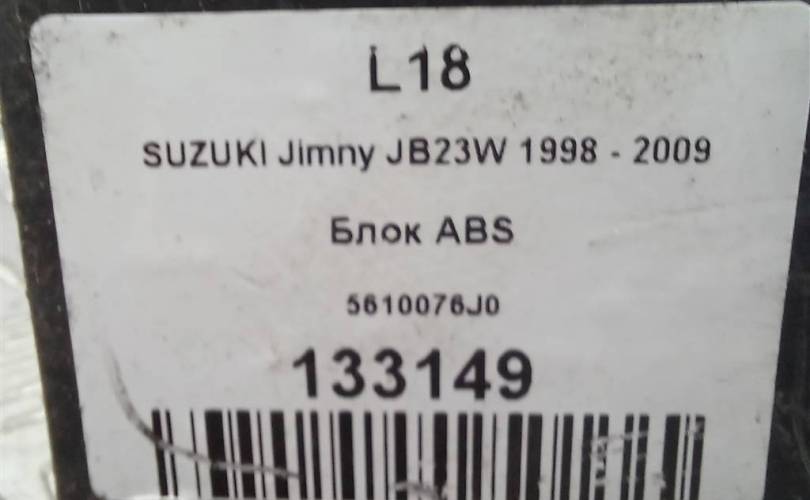 L18
SUZUKI Jimny JB23W 1998 - 2009
Блок ABS
5610076J0
133149